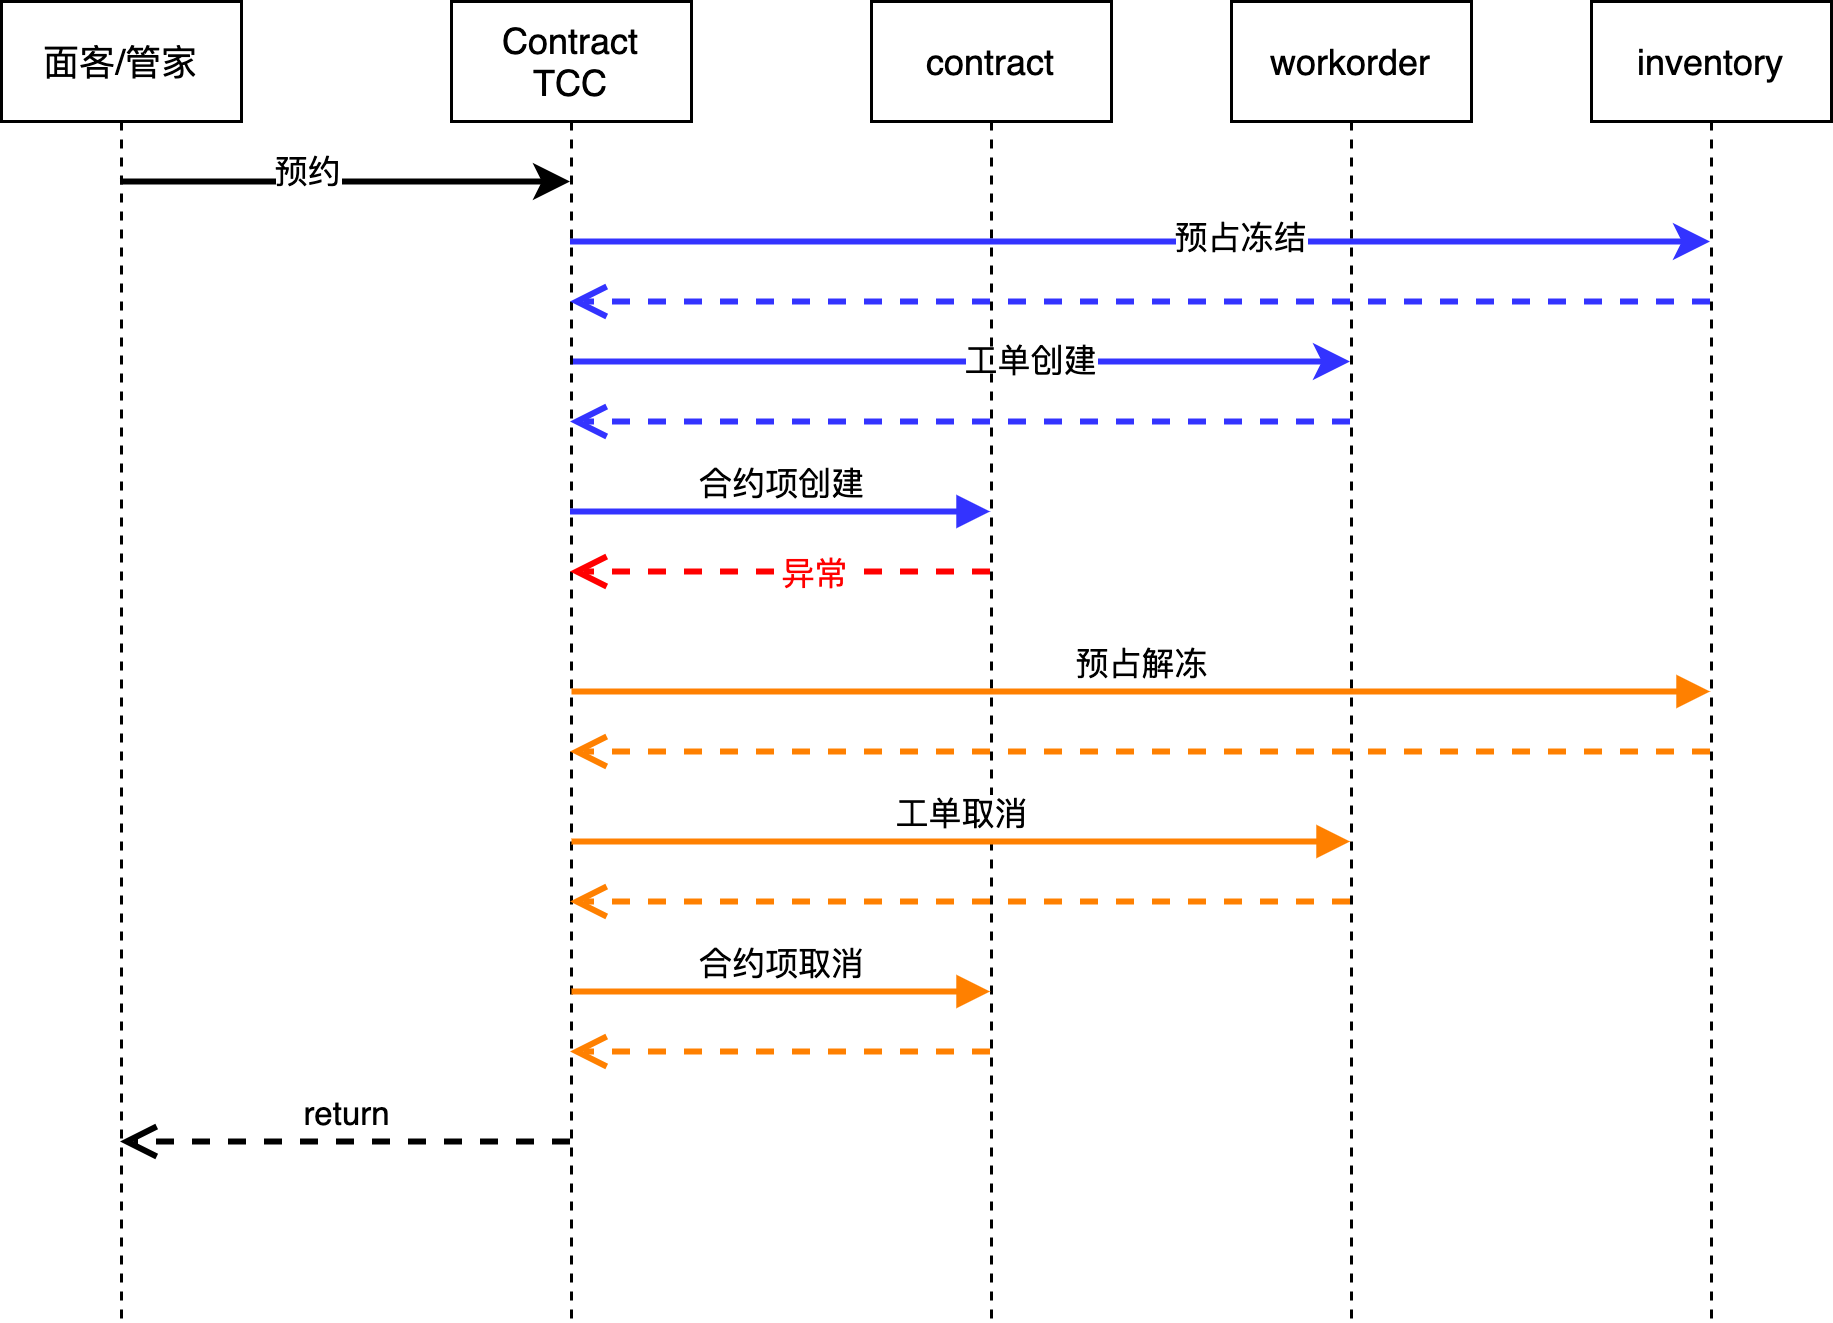 面客/管家
Contract
TCC
contract
workorder
inventory
预约
预占冻结
工单创建
合约项创建
异常
预占解冻
工单取消
合约项取消
return